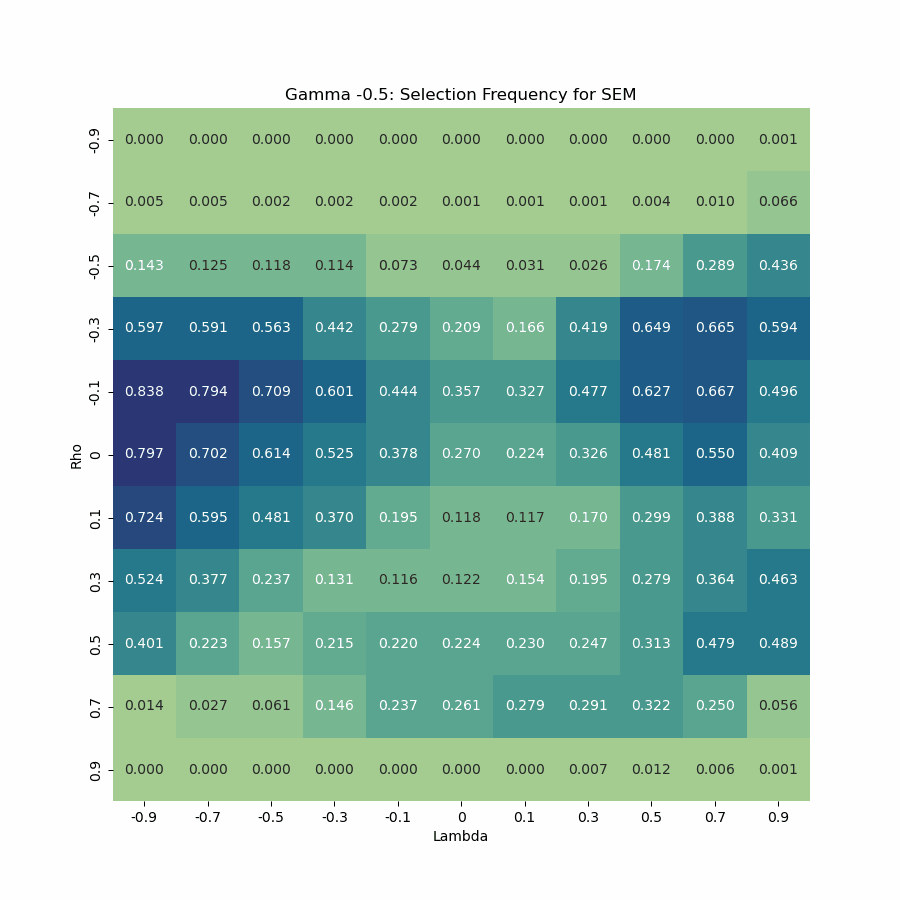 Gamma -0.5: Selection Frequency for SEM
-0.9 0.000 0.000 0.000 0.000 0.000 0.000 0.000 0.000 0.000 0.000 0.001
-0.7 0.005 0.005 0.002 0.002 0.002 0.001 0.001 0.001 0.004 0.010 0.066
-0.5 0.143 0.125 0.118 0.114 0.073 0.044 0.031 0.026 0.174 0.289 0.436
-0.3 0.597 0.591 0.563 0.442 0.279 0.209 0.166 0.419 0.649 0.665 0.594
-0.1 0.838 0.794 0.709 0.601 0.444 0.357 0.327 0.477 0.627 0.667 0.496
Rho
0 0.797 0.702 0.614 0.525 0.378 0.270 0.224 0.326 0.481 0.550 0.409
0.1 0.724 0.595 0.481 0.370 0.195 0.118 0.117 0.170 0.299 0.388 0.331
0.3 0.524 0.377 0.237 0.131 0.116 0.122 0.154 0.195 0.279 0.364 0.463
0.5 0.401 0.223 0.157 0.215 0.220 0.224 0.230 0.247 0.313 0.479 0.489
0.7 0.014 0.027 0.061 0.146 0.237 0.261 0.279 0.291 0.322 0.250 0.056
0.9 0.000 0.000 0.000 0.000 0.000 0.000 0.000 0.007 0.012 0.006 0.001
-0.9 -0.7 -0.5 -0.3 -0.1 0 0.1 0.3 0.5 0.7 0.9
Lambda